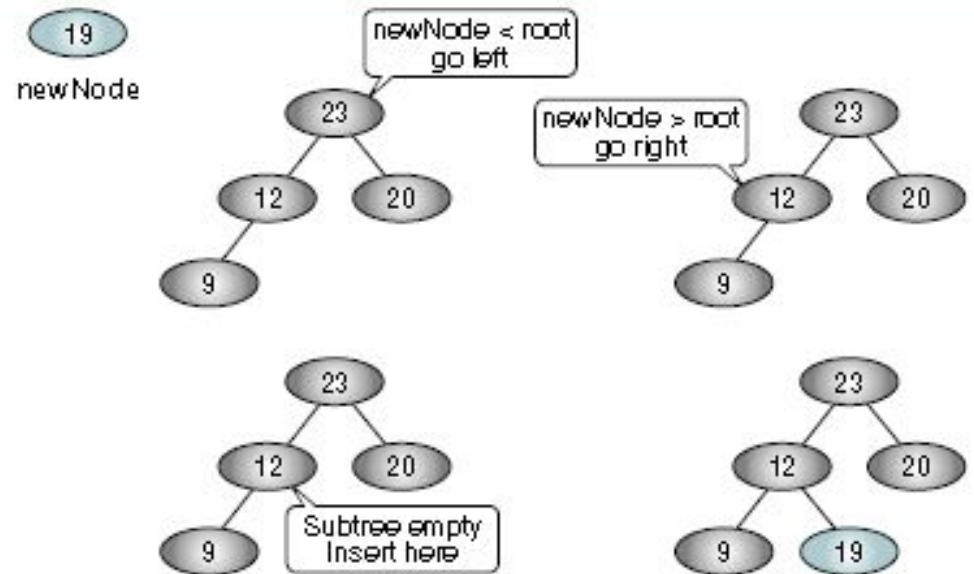 19
newNode
newNode < root
go left
23
12
20
9
newNode > root
go right
23
12
20
9
23
12
20
9
Subtree empty
Insert here
23
12
20
9
19